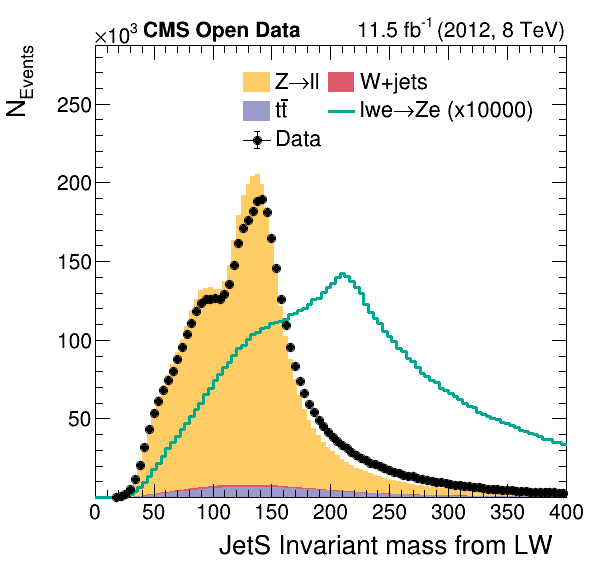 ×10³ CMS Open Data 11.5 fb⁻¹ (2012, 8 TeV)
N_Events
Z→ll W+jets
tt̄ lwe→Ze (x10000)
Data
250
200
150
100
50
0 50 100 150 200 250 300 350 400
JetS Invariant mass from LW